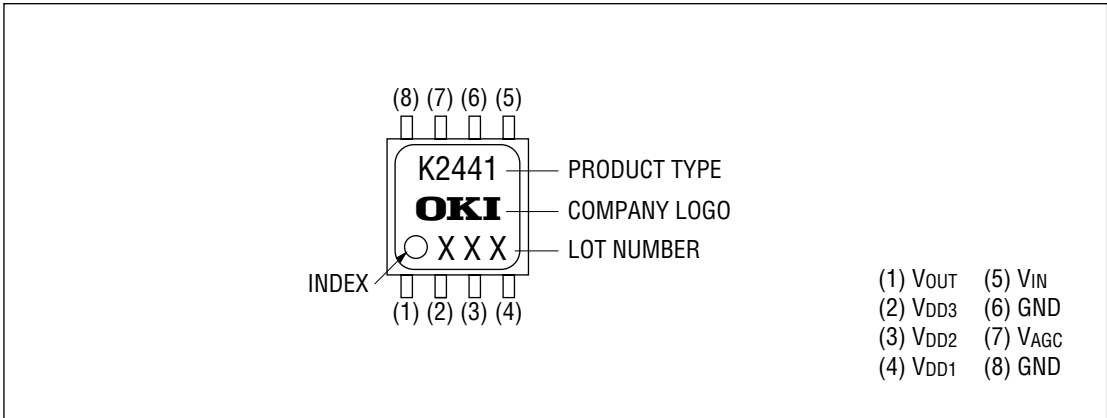 (8) (7) (6) (5)
K2441 PRODUCT TYPE
OKI COMPANY LOGO
X X X LOT NUMBER
INDEX
(1) (2) (3) (4)
(1) VOUT (5) VIN
(2) VDD3 (6) GND
(3) VDD2 (7) VAGC
(4) VDD1 (8) GND